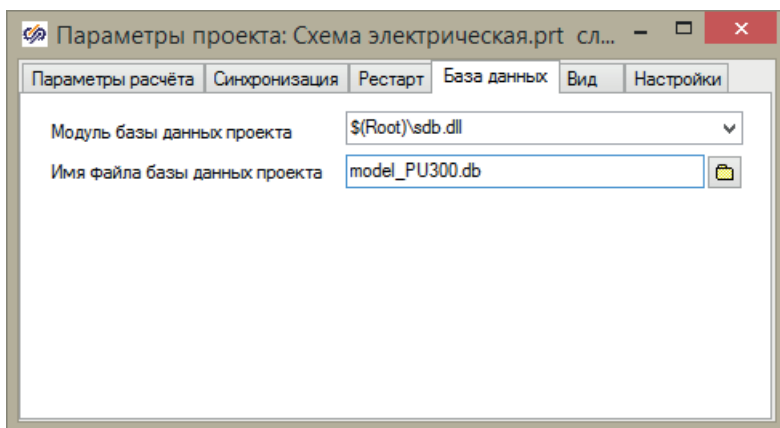 Параметры проекта: Схема электрическая.prt сл...
Параметры расчёта Синхронизация Рестарт База данных Вид Настройки
Модуль базы данных проекта $(Root)\sdb.dll
Имя файла базы данных проекта model_PU300.db